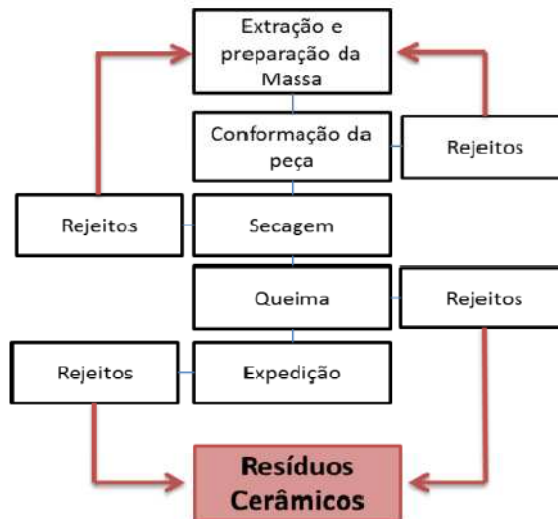 Extração e
preparação da
Massa
Conformação da
peça
Rejeitos
Rejeitos
Secagem
Queima
Rejeitos
Rejeitos
Expedição
Resíduos
Cerâmicos